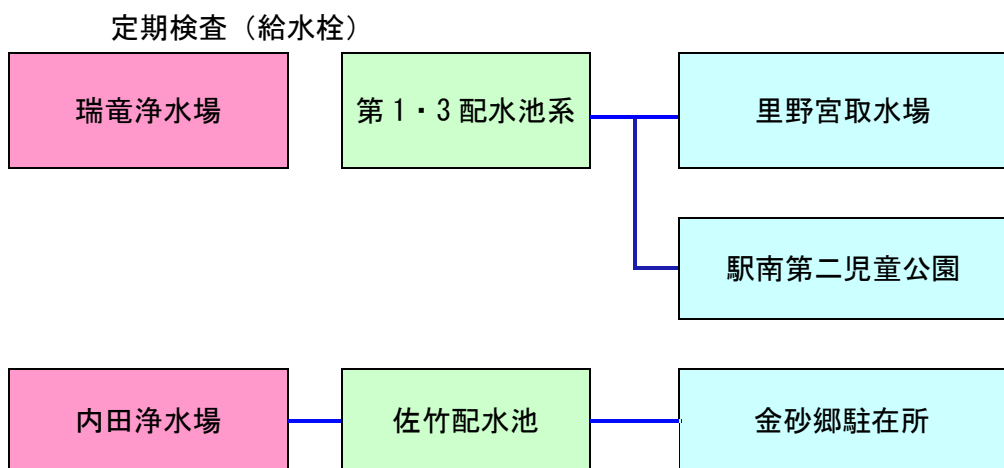 定期検査（給水栓）
瑞竜浄水場
第1・3配水池系
里野宮取水場
駅南第二児童公園
内田浄水場
佐竹配水池
金砂郷駐在所